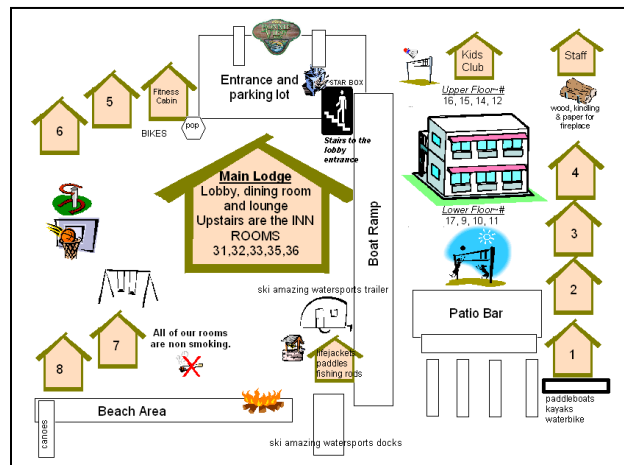 Entrance and
parking lot
STAR BOX
Stairs to the
lobby
entrance
Kids
Club
Staff
wood, kindling
& paper for
fireplace
Upper Floor~#
16, 15, 14, 12
Lower Floor~#
17, 9, 10, 11
6
5
Fitness
Cabin
BIKES
pop
Main Lodge
Lobby, dining room
and lounge
Upstairs are the INN
ROOMS
31,32,33,35,36
Boat Ramp
4
3
2
1
Patio Bar
paddleboats
kayaks
waterbike
ski amazing watersports trailer
All of our rooms
are non smoking.
8
7
lifejackets
paddles
fishing rods
Beach Area
canoes
ski amazing watersports docks